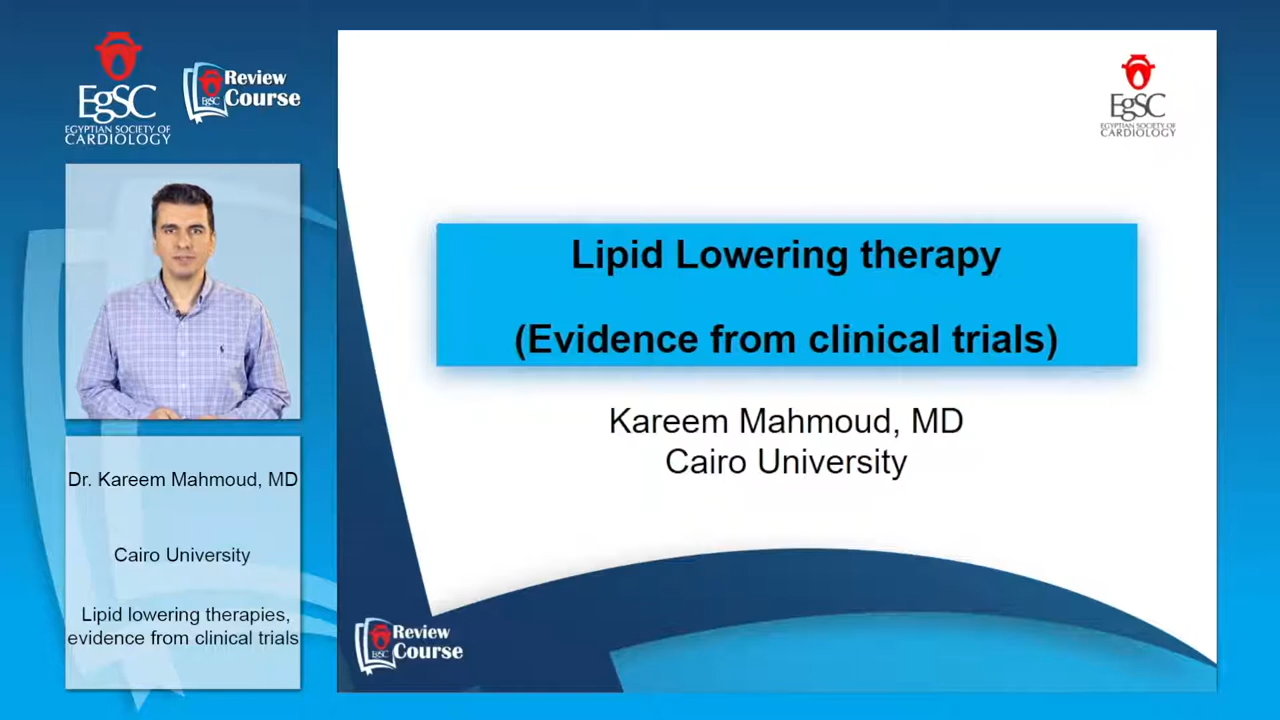 EgSC
EGYPTIAN SOCIETY OF
CARDIOLOGY
Review
EgSC Course
Dr. Kareem Mahmoud, MD
Cairo University
Lipid lowering therapies,
evidence from clinical trials
EgSC
EGYPTIAN SOCIETY OF
CARDIOLOGY
Lipid Lowering therapy
(Evidence from clinical trials)
Kareem Mahmoud, MD
Cairo University
Review
EgSC Course